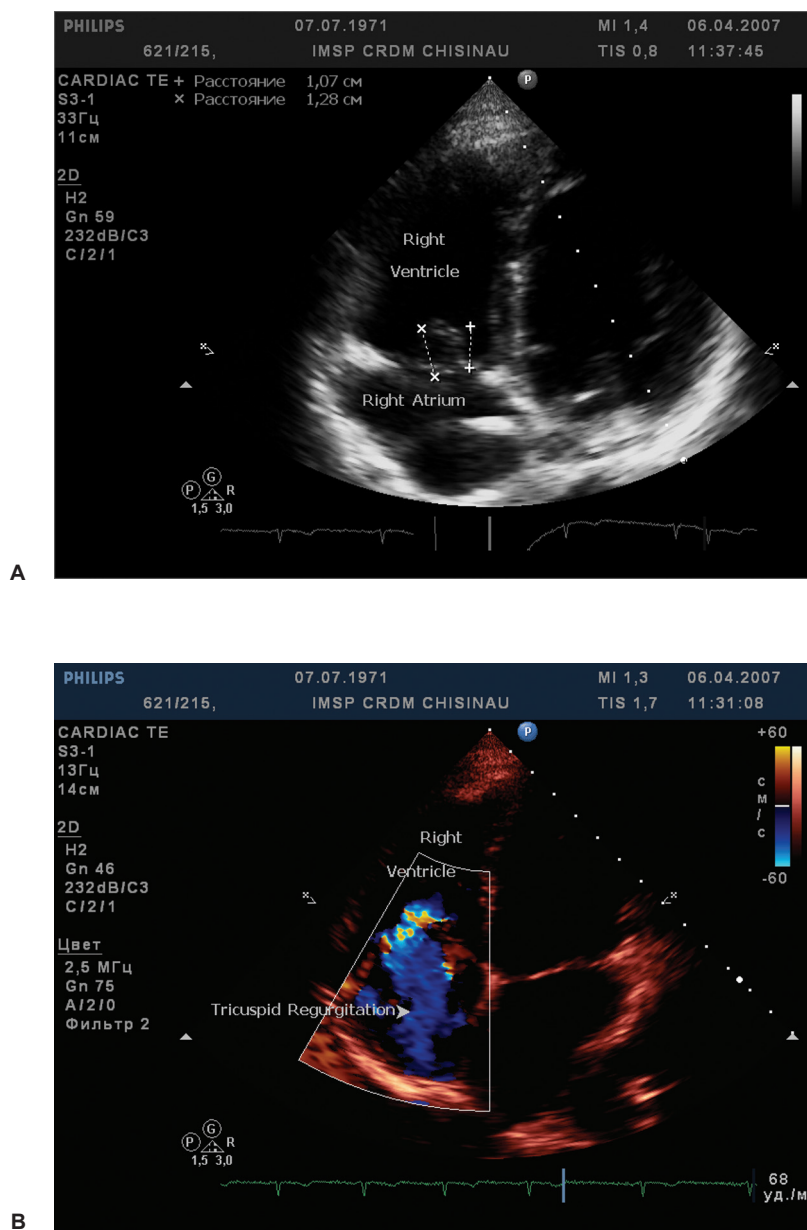 PHILIPS 07.07.1971 MI 1,4 06.04.2007
621/215, IMSP CRDM CHISINAU TIS 0,8 11:37:45
CARDIAC TE + Расстояние 1,07 см
S3-1 × Расстояние 1,28 см
33Гц
11см
2D
H2
Gn 59
232dB/C3
C/2/1
P
Right
Ventricle
Right Atrium
G
P R
1,5 3,0
A
PHILIPS 07.07.1971 MI 1,3 06.04.2007
621/215, IMSP CRDM CHISINAU TIS 1,7 11:31:08
CARDIAC TE
S3-1
13Гц
14см
2D
H2
Gn 46
232dB/C3
C/2/1
Цвет
2,5 МГц
Gn 75
A/2/0
Фильтр 2
P
+60
с
м
/
с
-60
Right
Ventricle
Tricuspid Regurgitation
G
P R
1,5 3,0
68
уд./м
B